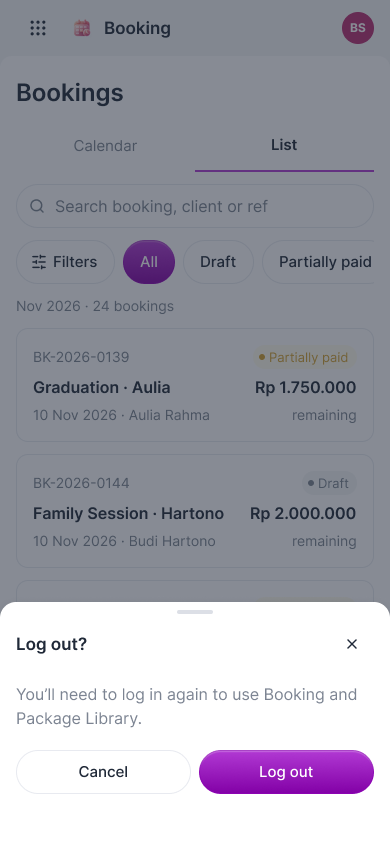 Booking
BS
Bookings
Calendar
List
Search booking, client or ref
Filters
All
Draft
Partially paid
Nov 2026 · 24 bookings
BK-2026-0139
Partially paid
Graduation · Aulia
Rp 1.750.000
10 Nov 2026 · Aulia Rahma
remaining
BK-2026-0144
Draft
Family Session · Hartono
Rp 2.000.000
10 Nov 2026 · Budi Hartono
remaining
Log out?
You’ll need to log in again to use Booking and
Package Library.
Cancel
Log out